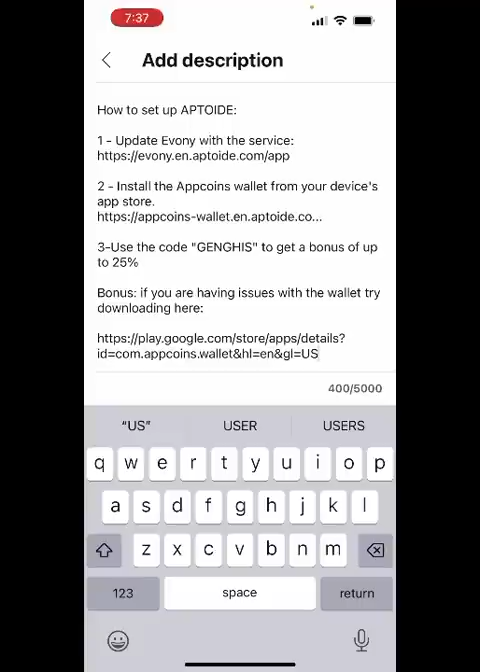 7:37
Add description
How to set up APTOIDE:
1 - Update Evony with the service:
https://evony.en.aptoide.com/app
2 - Install the Appcoins wallet from your device's
app store.
https://appcoins-wallet.en.aptoide.co...
3-Use the code "GENGHIS" to get a bonus of up
to 25%
Bonus: if you are having issues with the wallet try
downloading here:
https://play.google.com/store/apps/details?
id=com.appcoins.wallet&hl=en&gl=US
400/5000
"US" USER USERS
q w e r t y u i o p
a s d f g h j k l
z x c v b n m
123 space return